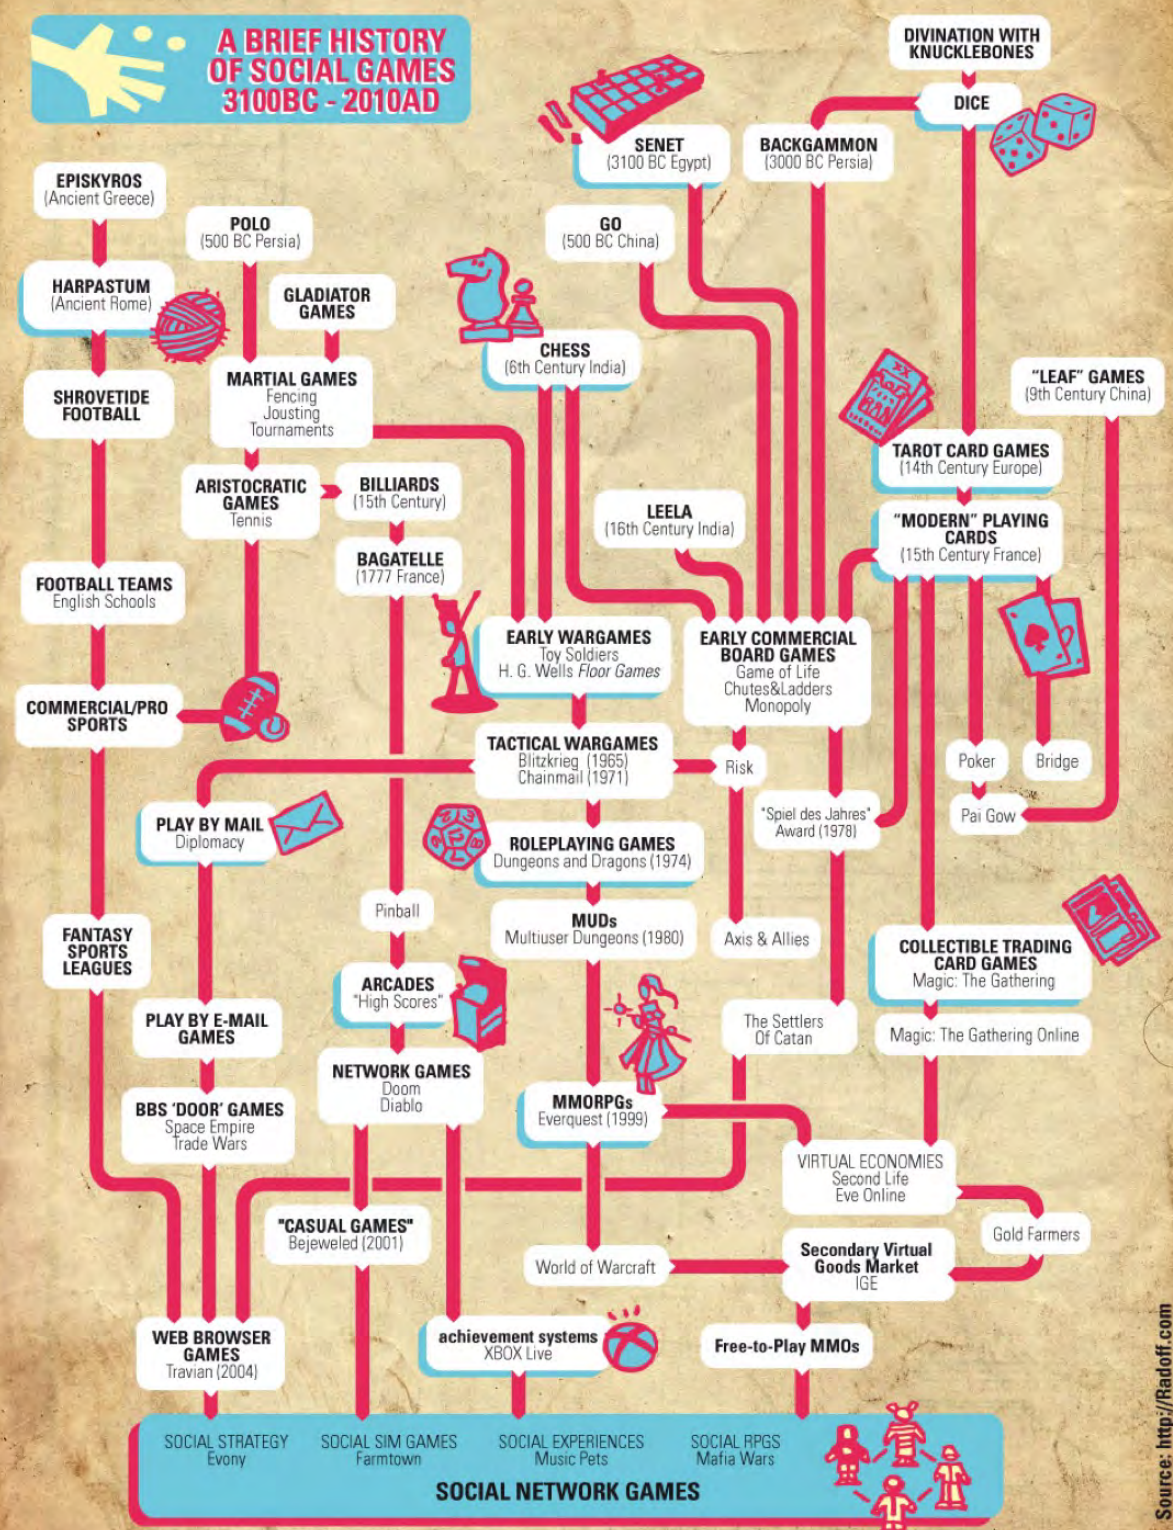 A BRIEF HISTORY
OF SOCIAL GAMES
3100BC - 2010AD
DIVINATION WITH
KNUCKLEBONES
DICE
SENET
(3100 BC Egypt)
BACKGAMMON
(3000 BC Persia)
EPISKYROS
(Ancient Greece)
POLO
(500 BC Persia)
GO
(500 BC China)
HARPASTUM
(Ancient Rome)
GLADIATOR
GAMES
CHESS
(6th Century India)
SHROVETIDE
FOOTBALL
MARTIAL GAMES
Fencing
Jousting
Tournaments
"LEAF" GAMES
(9th Century China)
TAROT CARD GAMES
(14th Century Europe)
ARISTOCRATIC
GAMES
Tennis
BILLIARDS
(15th Century)
LEELA
(16th Century India)
"MODERN" PLAYING
CARDS
(15th Century France)
BAGATELLE
(1777 France)
FOOTBALL TEAMS
English Schools
EARLY WARGAMES
Toy Soldiers
H. G. Wells Floor Games
EARLY COMMERCIAL
BOARD GAMES
Game of Life
Chutes&Ladders
Monopoly
COMMERCIAL/PRO
SPORTS
TACTICAL WARGAMES
Blitzkrieg (1965)
Chainmail (1971)
Risk
Poker
Bridge
PLAY BY MAIL
Diplomacy
"Spiel des Jahres"
Award (1978)
Pai Gow
12
ROLEPLAYING GAMES
Dungeons and Dragons (1974)
Pinball
MUDs
Multiuser Dungeons (1980)
Axis & Allies
FANTASY
SPORTS
LEAGUES
COLLECTIBLE TRADING
CARD GAMES
Magic: The Gathering
ARCADES
"High Scores"
PLAY BY E-MAIL
GAMES
The Settlers
Of Catan
Magic: The Gathering Online
NETWORK GAMES
Doom
Diablo
BBS 'DOOR' GAMES
Space Empire
Trade Wars
MMORPGs
Everquest (1999)
VIRTUAL ECONOMIES
Second Life
Eve Online
"CASUAL GAMES"
Bejeweled (2001)
Gold Farmers
World of Warcraft
Secondary Virtual
Goods Market
IGE
WEB BROWSER
GAMES
Travian (2004)
achievement systems
XBOX Live
Free-to-Play MMOs
SOCIAL STRATEGY
Evony
SOCIAL SIM GAMES
Farmtown
SOCIAL EXPERIENCES
Music Pets
SOCIAL RPGS
Mafia Wars
SOCIAL NETWORK GAMES
Source: http://Radoff.com